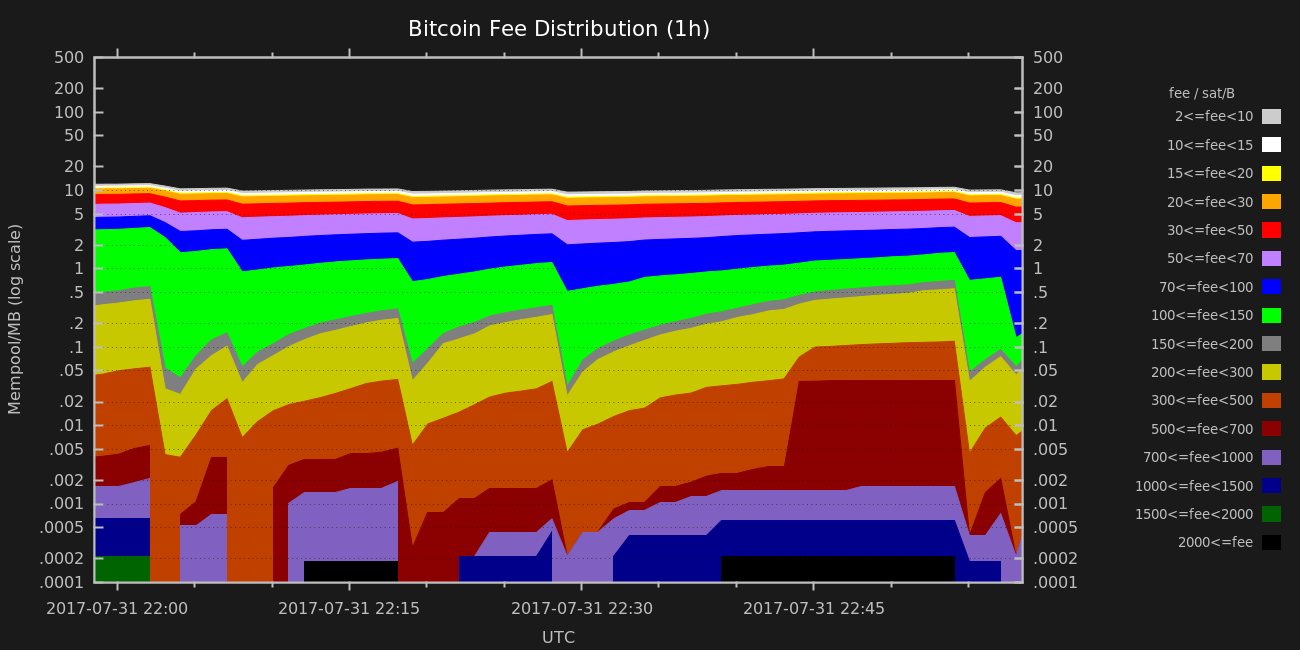 Bitcoin Fee Distribution (1h)
500
200
100
50
20
10
5
2
1
.5
.2
.1
.05
.02
.01
.005
.002
.001
.0005
.0002
.0001
Mempool/MB (log scale)
500
200
100
50
20
10
5
2
1
.5
.2
.1
.05
.02
.01
.005
.002
.001
.0005
.0002
.0001
2017-07-31 22:00
2017-07-31 22:15
2017-07-31 22:30
2017-07-31 22:45
UTC
fee / sat/B
2<=fee<10
10<=fee<15
15<=fee<20
20<=fee<30
30<=fee<50
50<=fee<70
70<=fee<100
100<=fee<150
150<=fee<200
200<=fee<300
300<=fee<500
500<=fee<700
700<=fee<1000
1000<=fee<1500
1500<=fee<2000
2000<=fee